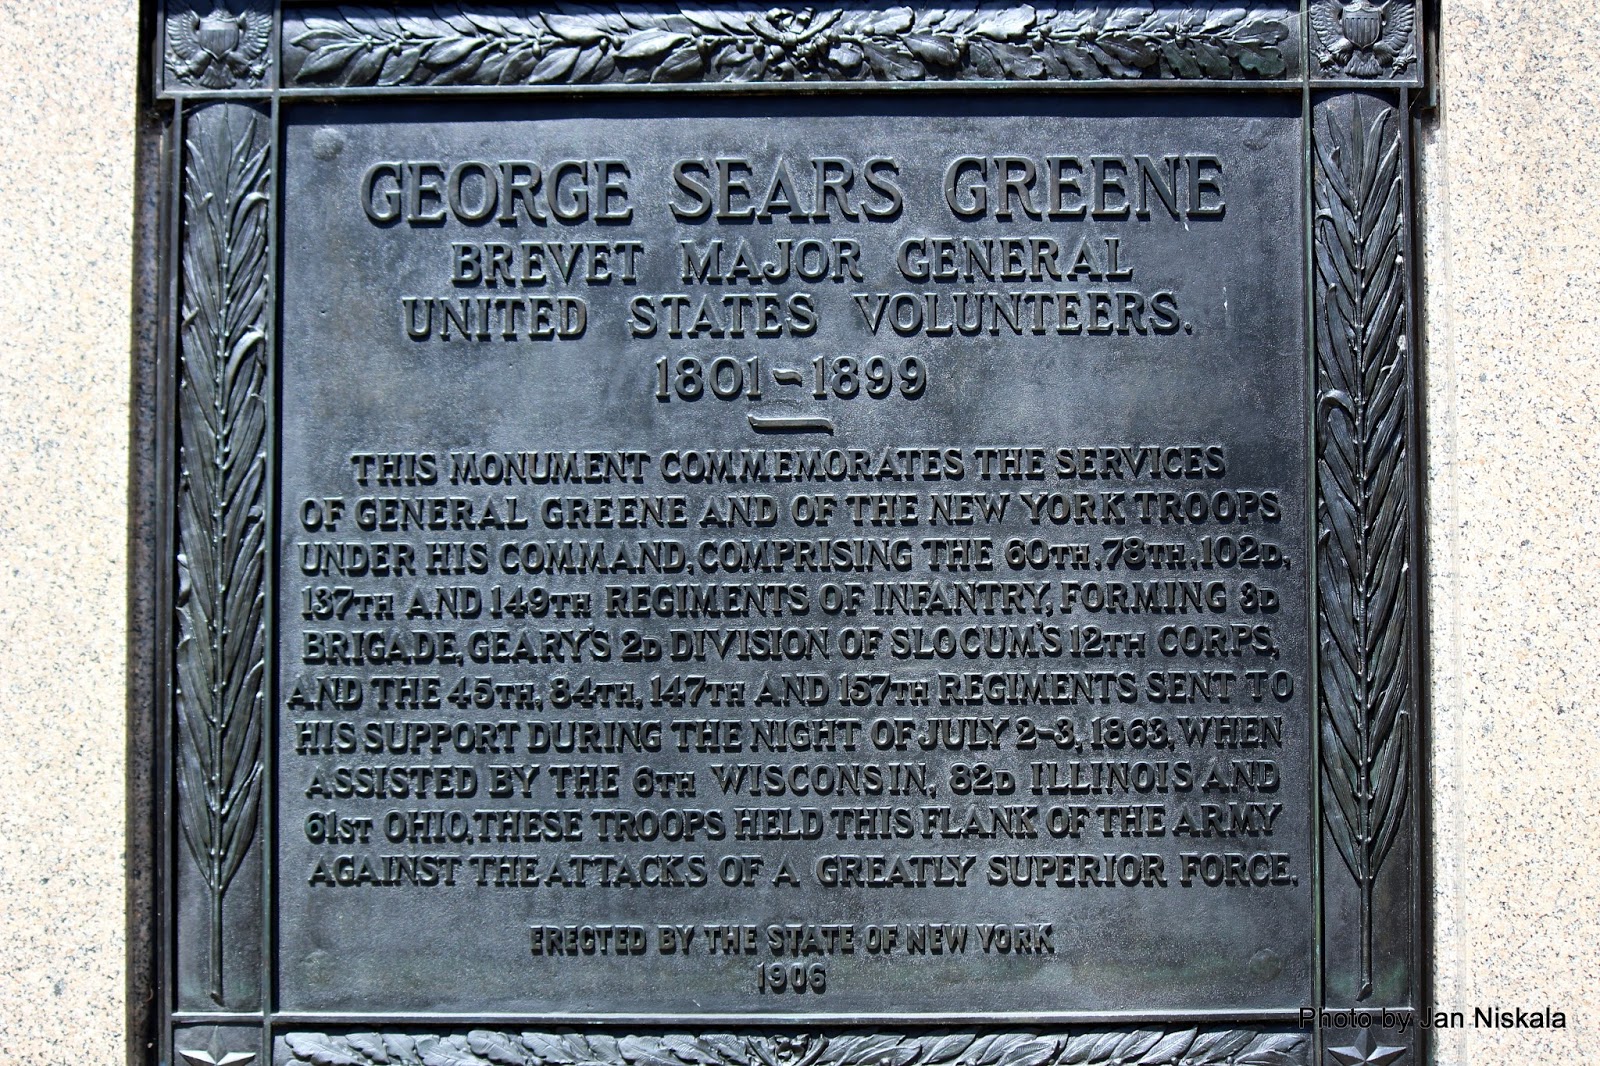 GEORGE SEARS GREENE
BREVET MAJOR GENERAL
UNITED STATES VOLUNTEERS.
1801-1899
THIS MONUMENT COMMEMORATES THE SERVICES
OF GENERAL GREENE AND OF THE NEW YORK TROOPS
UNDER HIS COMMAND, COMPRISING THE 60TH, 78TH, 102D,
137TH AND 149TH REGIMENTS OF INFANTRY, FORMING 3D
BRIGADE, GEARY'S 2D DIVISION OF SLOCUM'S 12TH CORPS,
AND THE 45TH, 84TH, 147TH AND 157TH REGIMENTS SENT TO
HIS SUPPORT DURING THE NIGHT OF JULY 2-3, 1863, WHEN
ASSISTED BY THE 6TH WISCONSIN, 82D ILLINOIS AND
61ST OHIO, THESE TROOPS HELD THIS FLANK OF THE ARMY
AGAINST THE ATTACKS OF A GREATLY SUPERIOR FORCE.
ERECTED BY THE STATE OF NEW YORK
1906
Photo by Jan Niskala